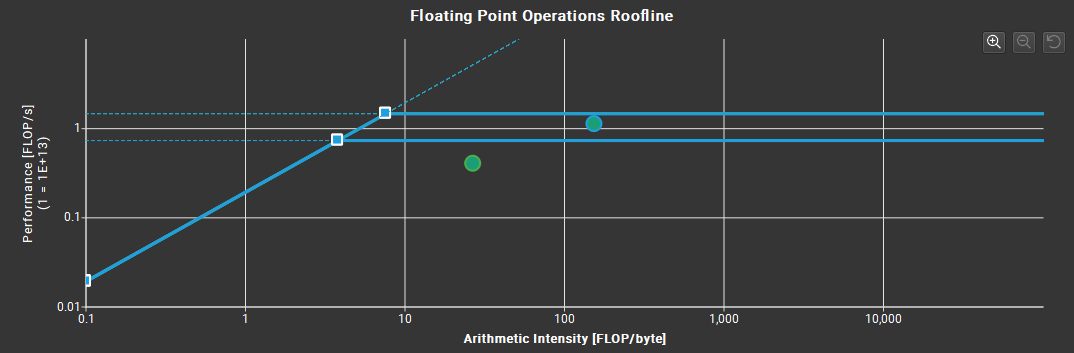 Floating Point Operations Roofline
Performance [FLOP/s]
(1 = 1E+13)
1
0.1
0.01
0.1
1
10
100
1,000
10,000
Arithmetic Intensity [FLOP/byte]